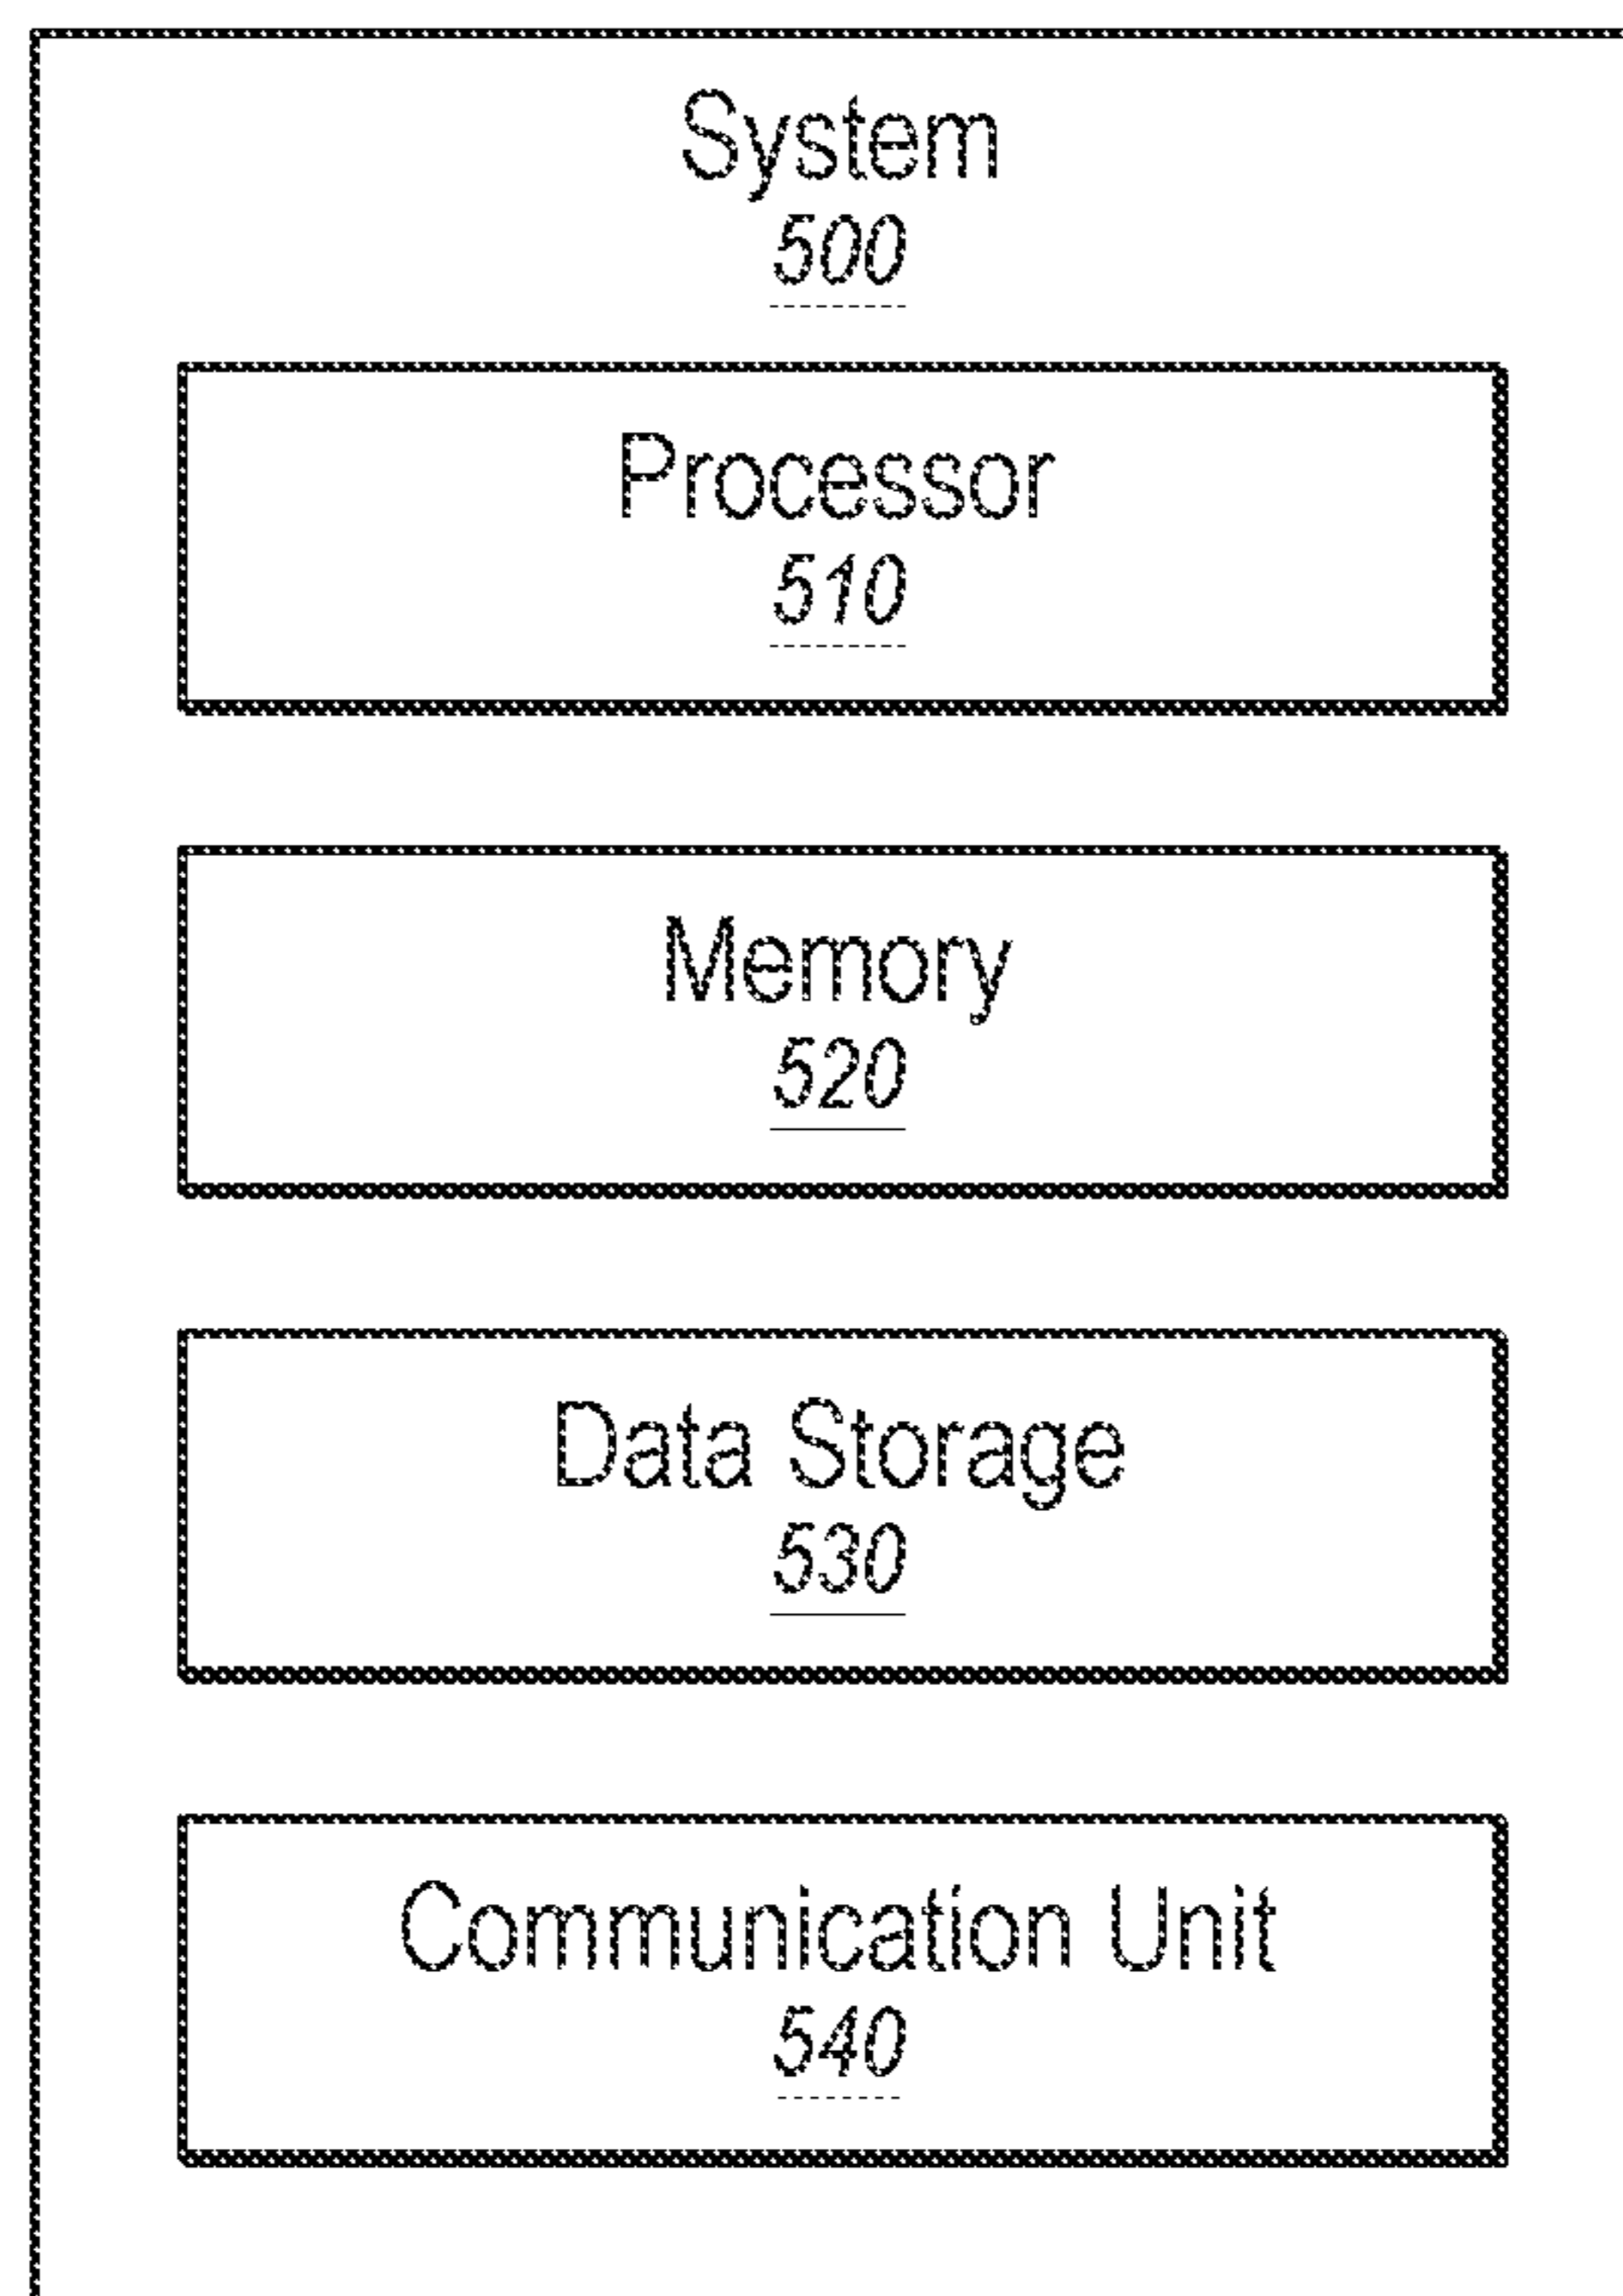 System
500
Processor
510
Memory
520
Data Storage
530
Communication Unit
540